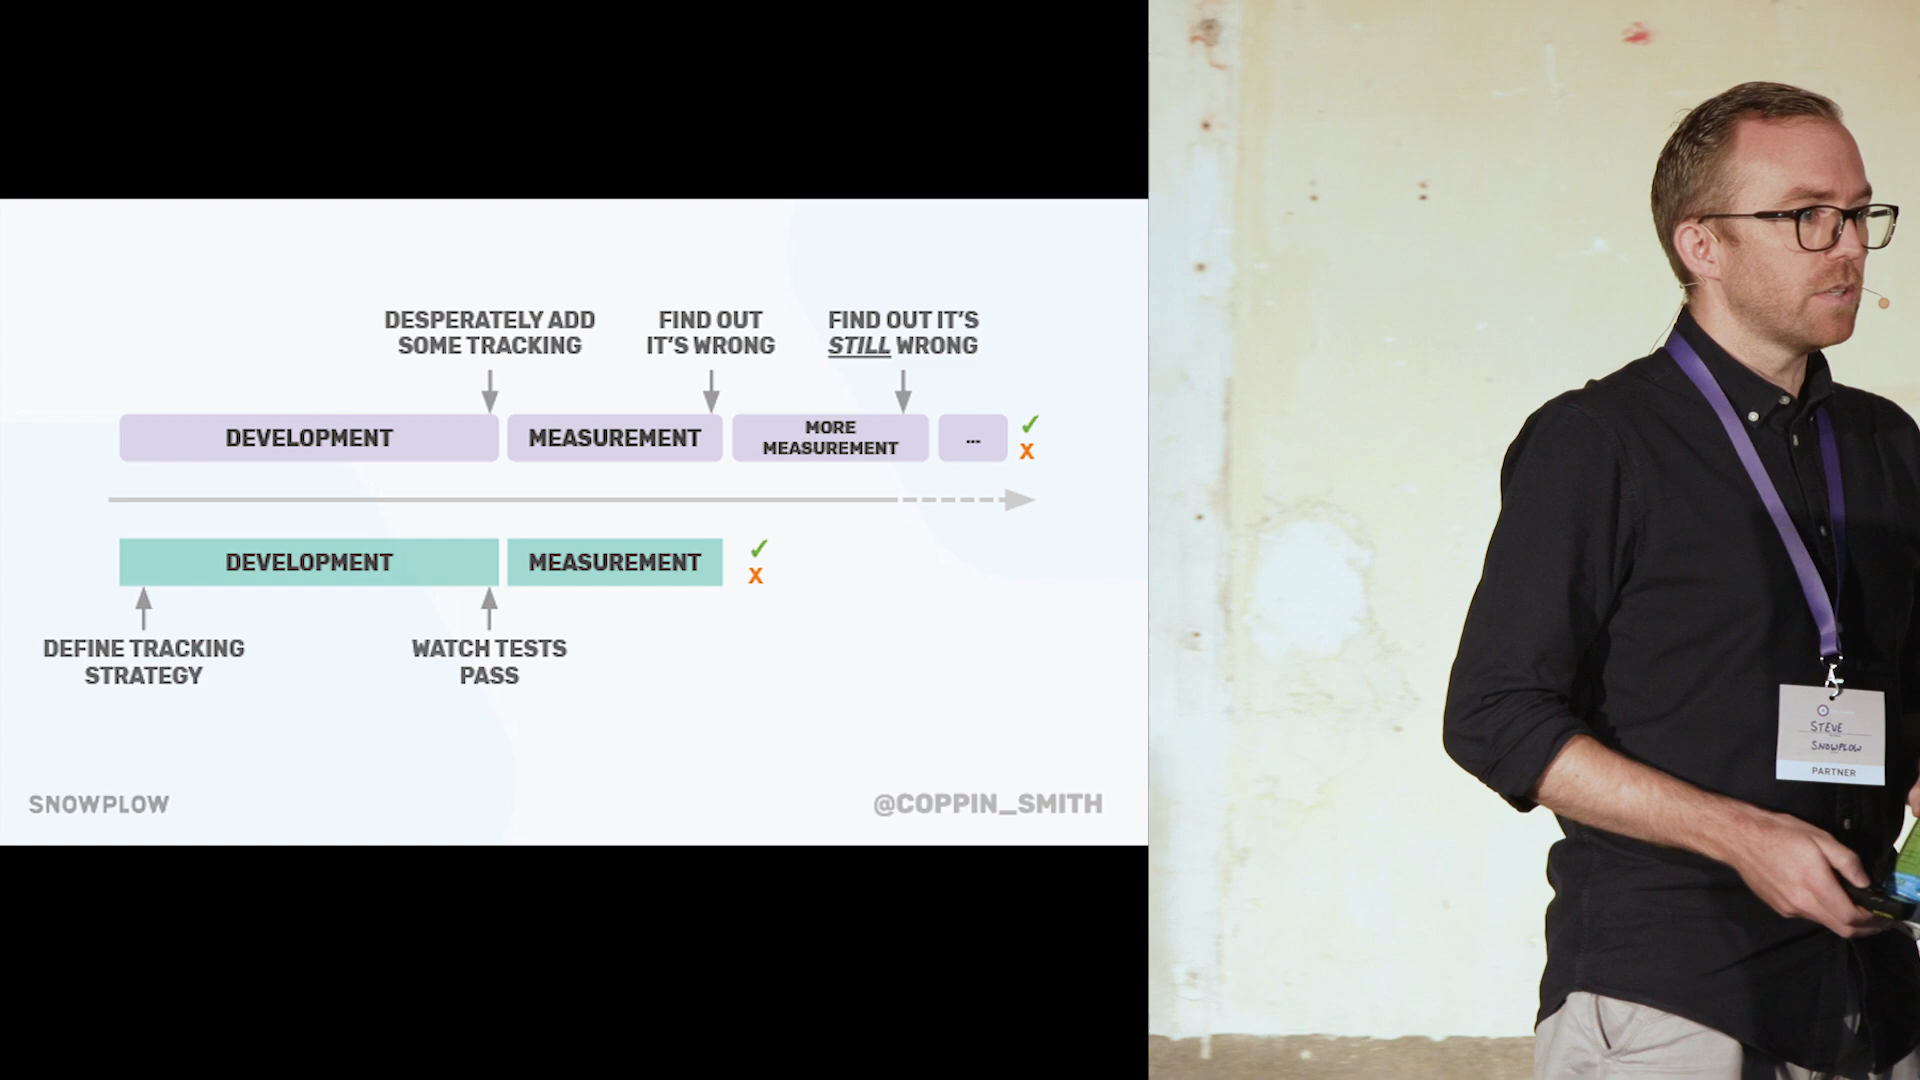 DESPERATELY ADD
SOME TRACKING
FIND OUT
IT'S WRONG
FIND OUT IT'S
STILL WRONG
DEVELOPMENT
MEASUREMENT
MORE
MEASUREMENT
...
✓
X
DEVELOPMENT
MEASUREMENT
✓
X
DEFINE TRACKING
STRATEGY
WATCH TESTS
PASS
SNOWPLOW
@COPPIN_SMITH
STEVE
SNOWPLOW
PARTNER